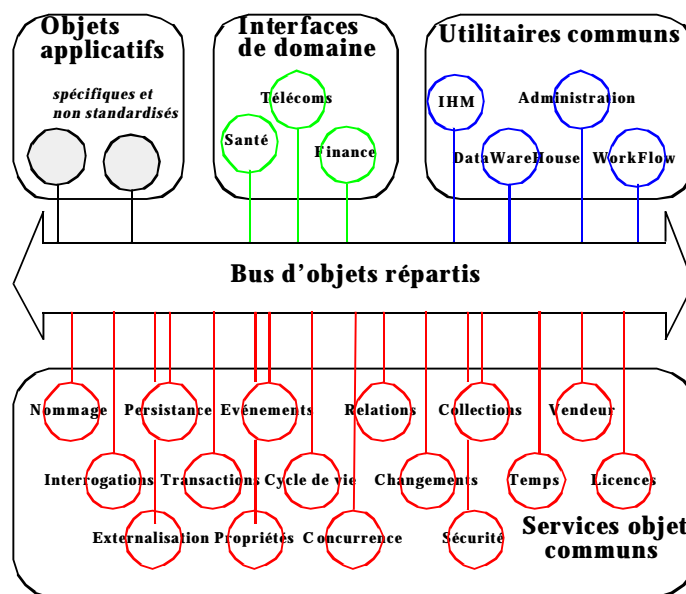 Objets
applicatifs
spécifiques et
non standardisés
Interfaces
de domaine
Télécoms
Santé
Finance
Utilitaires communs
IHM
Administration
DataWareHouse
WorkFlow
Bus d'objets répartis
Nommage
Persistance
Evénements
Relations
Collections
Vendeur
Interrogations
Transactions
Cycle de vie
Changements
Temps
Licences
Externalisation
Propriétés
Concurrence
Sécurité
Services objet
communs